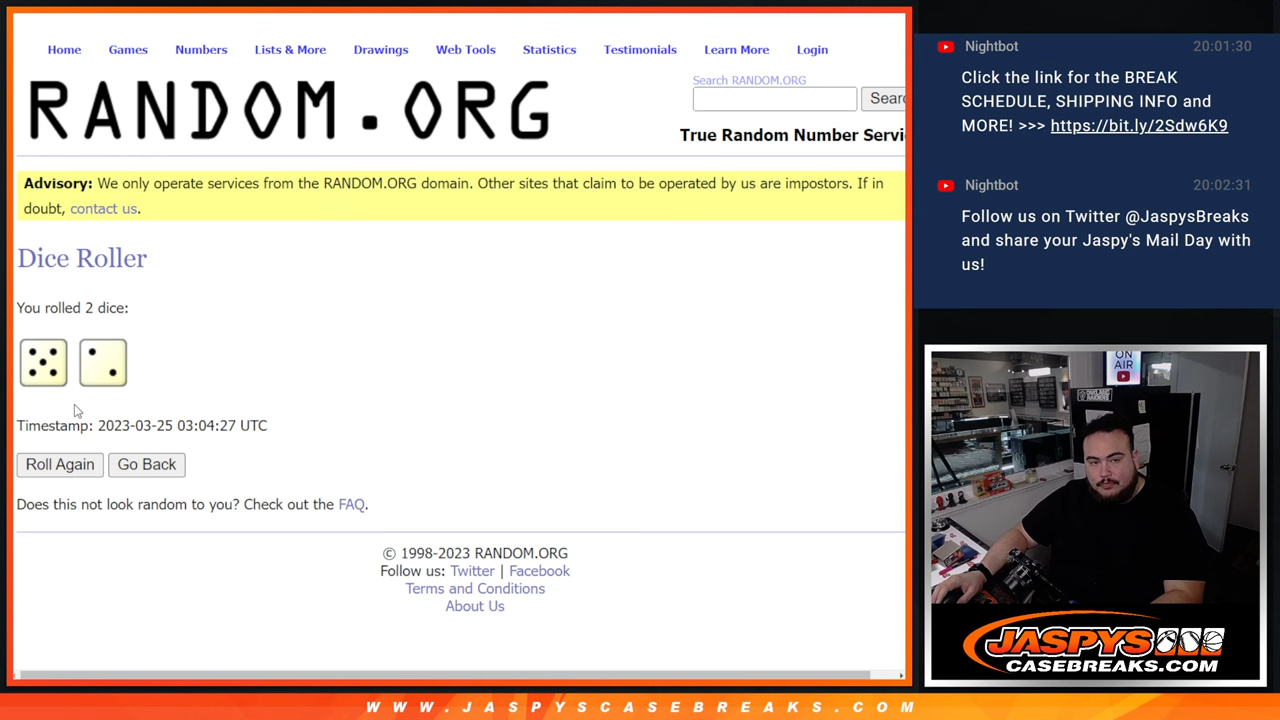 Home Games Numbers Lists & More Drawings Web Tools Statistics Testimonials Learn More Login
RANDOM.ORG
Search RANDOM.ORG
Searc
True Random Number Servi
Advisory: We only operate services from the RANDOM.ORG domain. Other sites that claim to be operated by us are impostors. If in
doubt, contact us.
Dice Roller
You rolled 2 dice:
Timestamp: 2023-03-25 03:04:27 UTC
Roll Again Go Back
Does this not look random to you? Check out the FAQ.
© 1998-2023 RANDOM.ORG
Follow us: Twitter | Facebook
Terms and Conditions
About Us
Nightbot 20:01:30
Click the link for the BREAK
SCHEDULE, SHIPPING INFO and
MORE! >>> https://bit.ly/2Sdw6K9
Nightbot 20:02:31
Follow us on Twitter @JaspysBreaks
and share your Jaspy's Mail Day with
us!
ON
AIR
JASPYS
CASEBREAKS.COM
WWW.JASPYSCASEBREAKS.COM